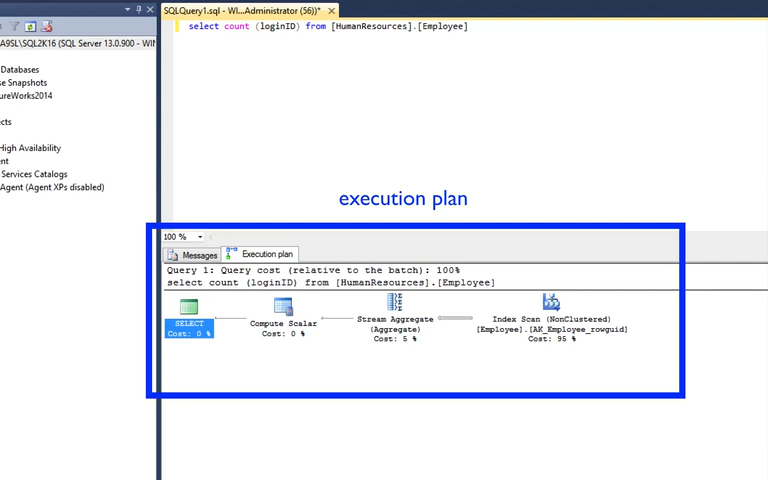 SQLQuery1.sql - WI...Administrator (56))*
select count (loginID) from [HumanResources].[Employee]
A9SL\SQL2K16 (SQL Server 13.0.900 - WIN
Databases
se Snapshots
ureWorks2014
cts
High Availability
ent
Services Catalogs
Agent (Agent XPs disabled)
execution plan
100 %
Messages
Execution plan
Query 1: Query cost (relative to the batch): 100%
select count (loginID) from [HumanResources].[Employee]
SELECT
Cost: 0 %
Compute Scalar
Cost: 0 %
Stream Aggregate
(Aggregate)
Cost: 5 %
Index Scan (NonClustered)
[Employee].[AK_Employee_rowguid]
Cost: 95 %